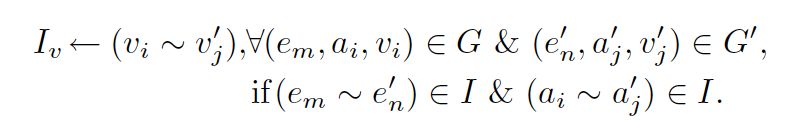 I_v ← (v_i ∼ v′_j),∀(e_m, a_i, v_i) ∈ G & (e′_n, a′_j, v′_j) ∈ G′,
if(e_m ∼ e′_n) ∈ I & (a_i ∼ a′_j) ∈ I.